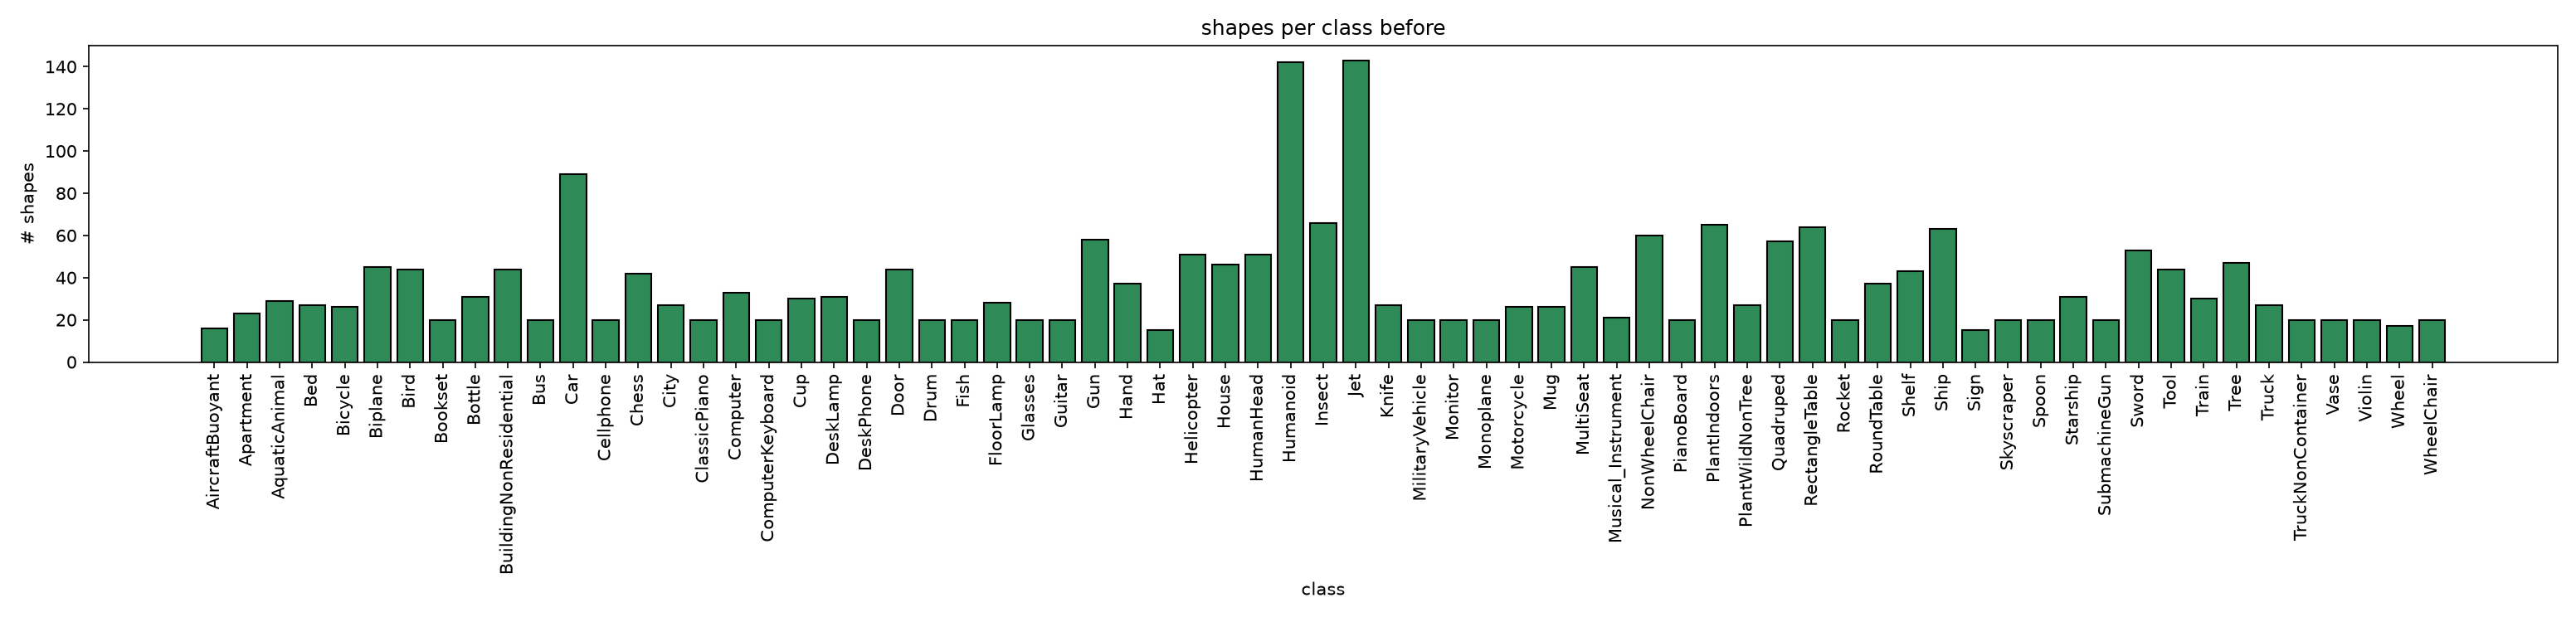 shapes per class before
140
120
100
80
60
40
20
0
# shapes
AircraftBuoyant
Apartment
AquaticAnimal
Bed
Bicycle
Biplane
Bird
Bookset
Bottle
BuildingNonResidential
Bus
Car
Cellphone
Chess
City
ClassicPiano
Computer
ComputerKeyboard
Cup
DeskLamp
DeskPhone
Door
Drum
Fish
FloorLamp
Glasses
Guitar
Gun
Hand
Hat
Helicopter
House
HumanHead
Humanoid
Insect
Jet
Knife
MilitaryVehicle
Monitor
Monoplane
Motorcycle
Mug
MultiSeat
Musical_Instrument
NonWheelChair
PianoBoard
PlantIndoors
PlantWildNonTree
Quadruped
RectangleTable
Rocket
RoundTable
Shelf
Ship
Sign
Skyscraper
Spoon
Starship
SubmachineGun
Sword
Tool
Train
Tree
Truck
TruckNonContainer
Vase
Violin
Wheel
WheelChair
class